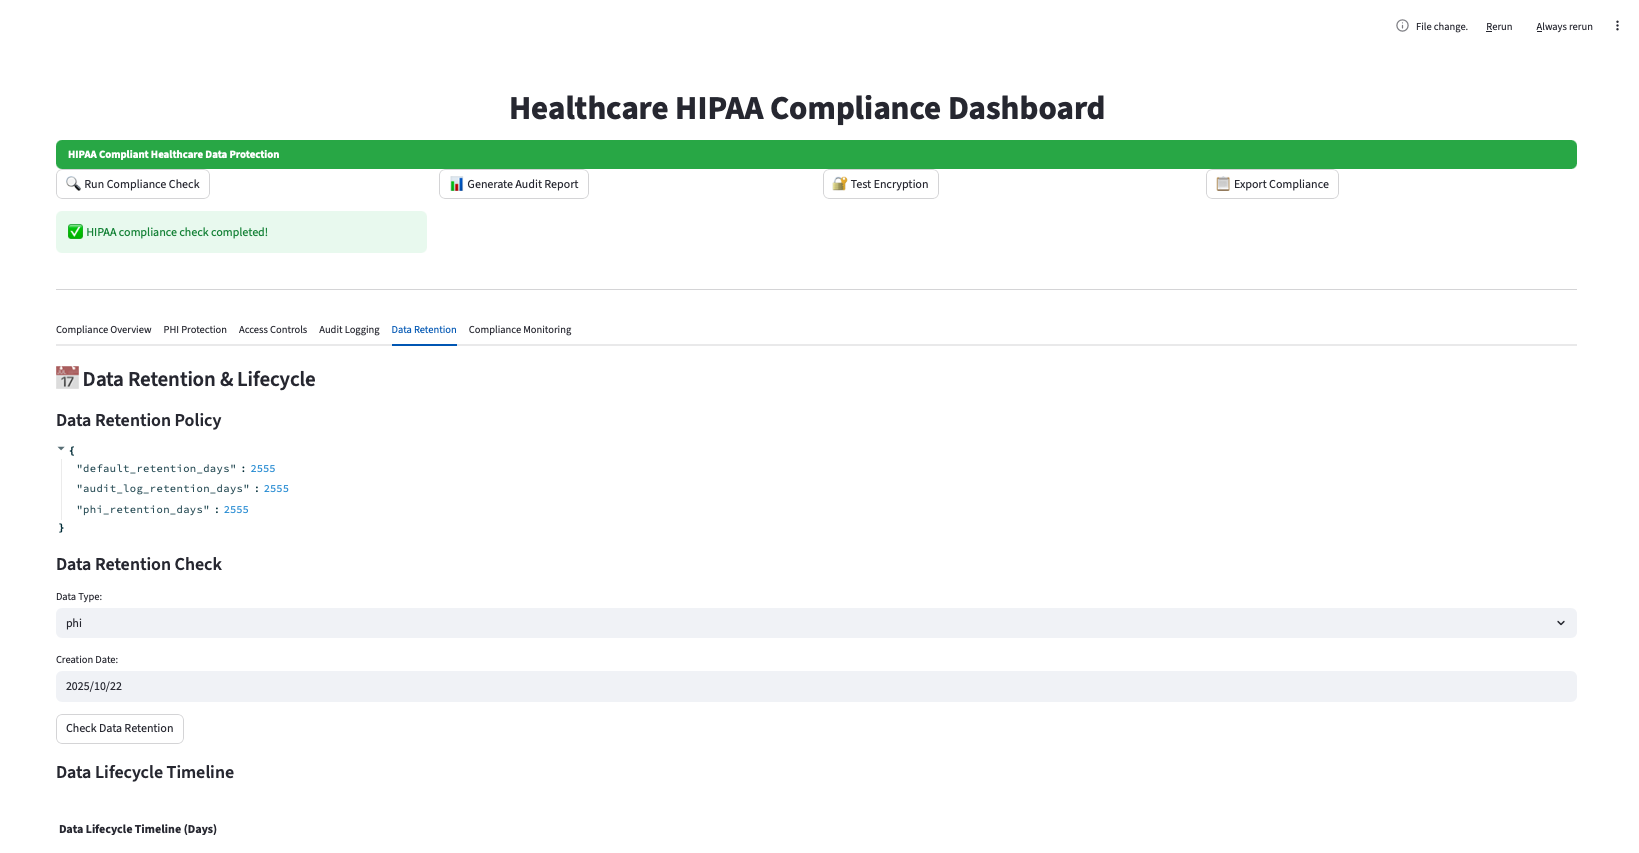 File change. Rerun Always rerun
Healthcare HIPAA Compliance Dashboard
HIPAA Compliant Healthcare Data Protection
🔍 Run Compliance Check
📊 Generate Audit Report
🔐 Test Encryption
📋 Export Compliance
✅ HIPAA compliance check completed!
Compliance Overview PHI Protection Access Controls Audit Logging Data Retention Compliance Monitoring
📅 Data Retention & Lifecycle
Data Retention Policy
{
"default_retention_days" : 2555
"audit_log_retention_days" : 2555
"phi_retention_days" : 2555
}
Data Retention Check
Data Type:
phi
Creation Date:
2025/10/22
Check Data Retention
Data Lifecycle Timeline
Data Lifecycle Timeline (Days)